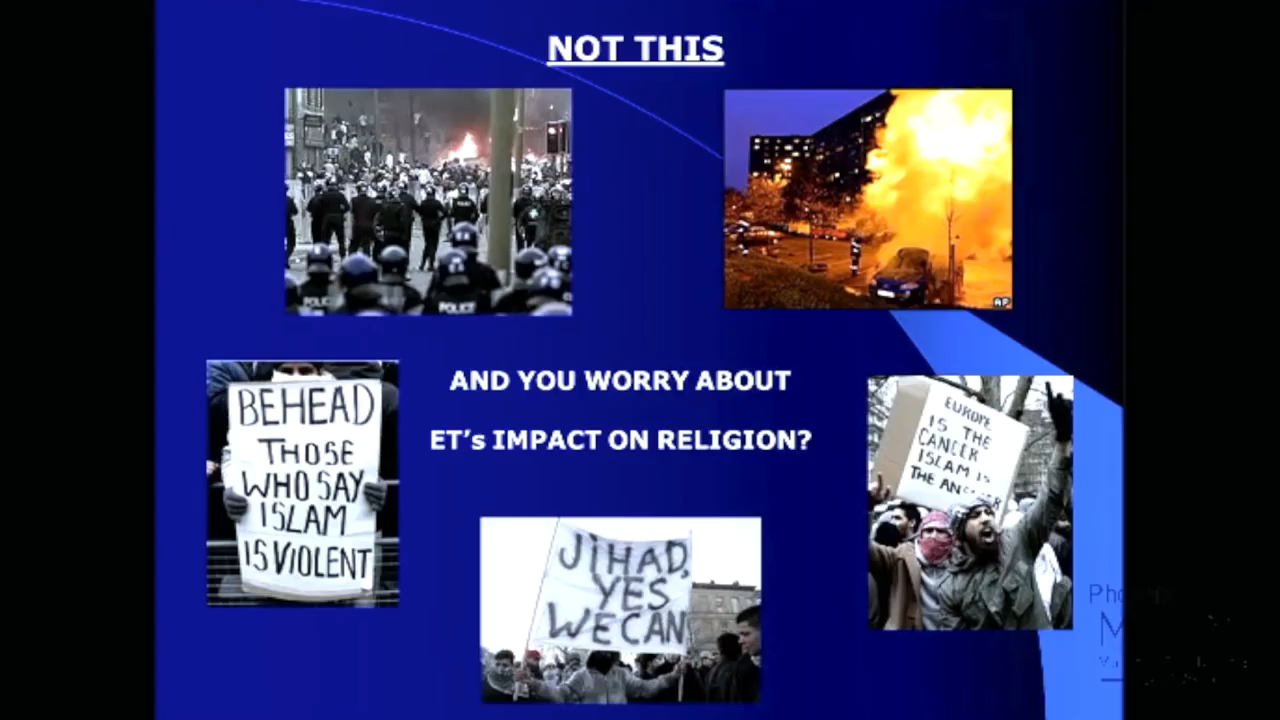 NOT THIS
POLICE
POLICE
AP
AND YOU WORRY ABOUT
ET's IMPACT ON RELIGION?
BEHEAD
THOSE
WHO SAY
ISLAM
IS VIOLENT
EUROPE
IS THE
CANCER
ISLAM IS
THE
JiHAD,
YES
WE CAN